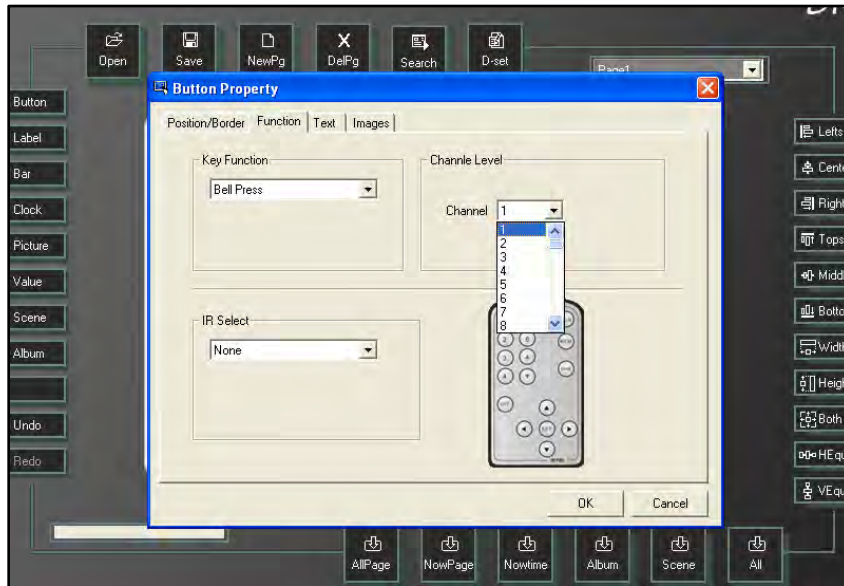 Open
Save
NewPg
DelPg
Search
D-set
Page1
Button Property
Button
Label
Bar
Clock
Picture
Value
Scene
Album
Undo
Redo
Position/Border Function Text Images
Key Function
Bell Press
Channle Level
Channel 1
1
2
3
4
5
6
7
8
IR Select
None
OK Cancel
Lefts
Cente
Right
Tops
Middl
Botto
Width
Heigh
Both
HEqu
VEqu
AllPage
NowPage
Nowtime
Album
Scene
All